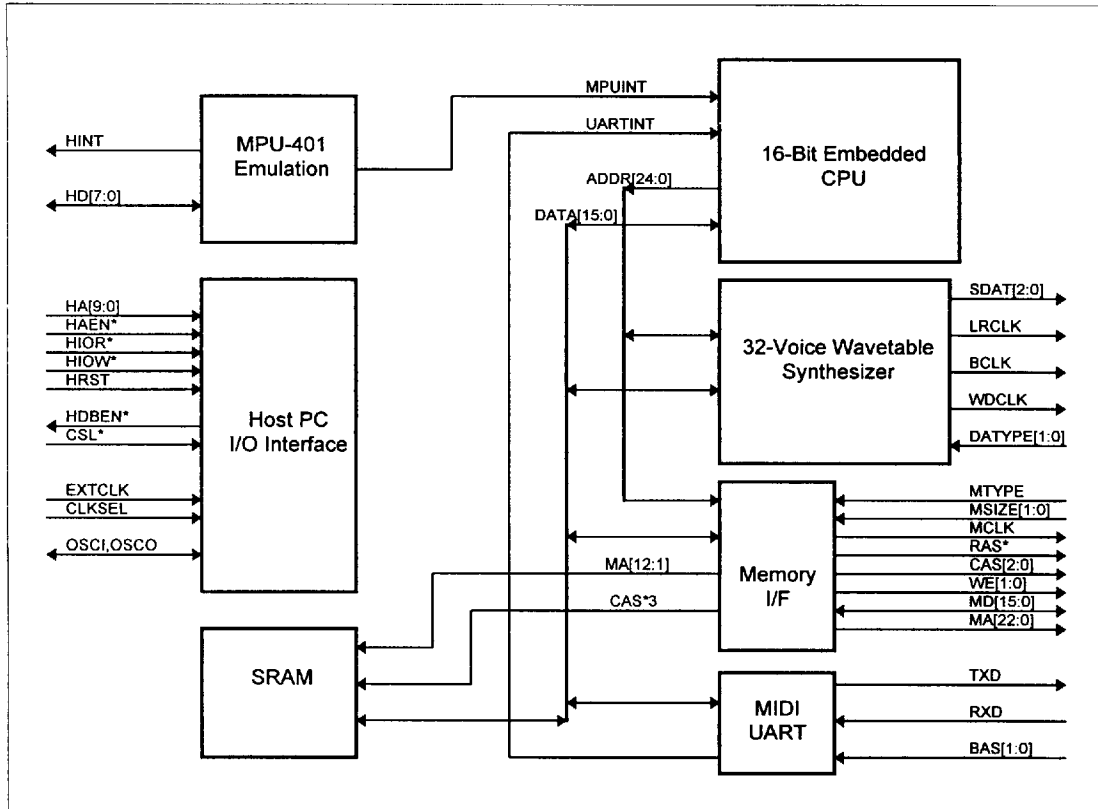 MPUINT
UARTINT
ADDR[24:0]
DATA[15:0]
HINT
HD[7:0]
MPU-401
Emulation
16-Bit Embedded
CPU
HA[9:0]
HAEN*
HIOR*
HIOW*
HRST
HDBEN*
CSL*
EXTCLK
CLKSEL
OSCI,OSCO
Host PC
I/O Interface
32-Voice Wavetable
Synthesizer
SDAT[2:0]
LRCLK
BCLK
WDCLK
DATYPE[1:0]
MA[12:1]
CAS*3
Memory
I/F
MTYPE
MSIZE[1:0]
MCLK
RAS*
CAS[2:0]
WE[1:0]
MD[15:0]
MA[22:0]
SRAM
MIDI
UART
TXD
RXD
BAS[1:0]